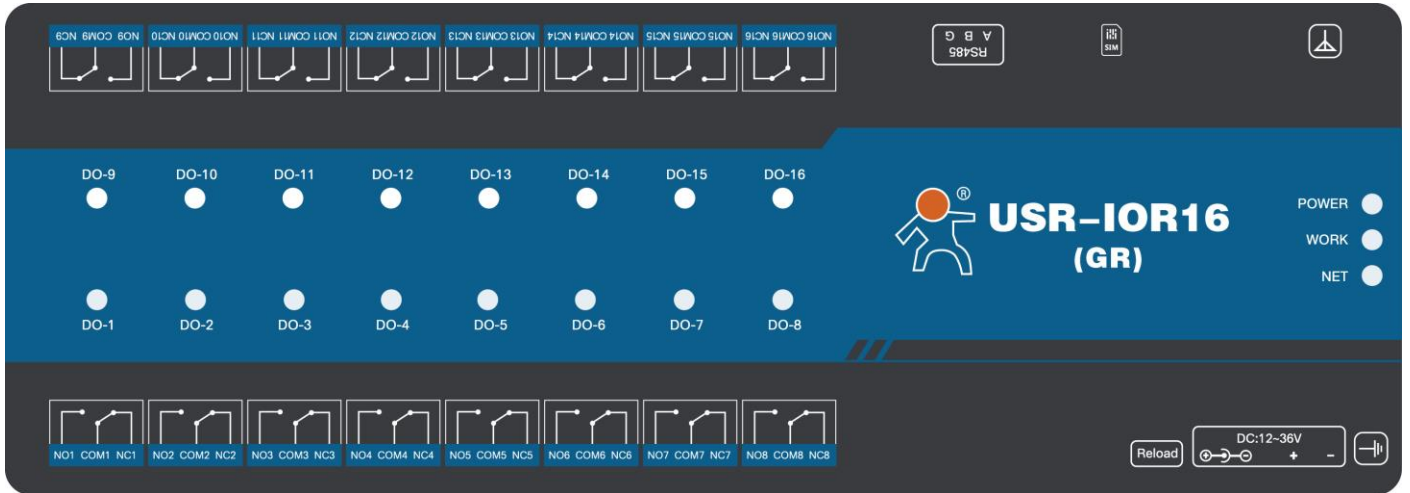 NO9 COM9 NC9 NO10 COM10 NC10 NO11 COM11 NC11 NO12 COM12 NC12 NO13 COM13 NC13 NO14 COM14 NC14 NO15 COM15 NC15 NO16 COM16 NC16
RS485
A B G
SIM
DO-9 DO-10 DO-11 DO-12 DO-13 DO-14 DO-15 DO-16
®
USR-IOR16
(GR)
POWER
WORK
NET
DO-1 DO-2 DO-3 DO-4 DO-5 DO-6 DO-7 DO-8
NO1 COM1 NC1 NO2 COM2 NC2 NO3 COM3 NC3 NO4 COM4 NC4 NO5 COM5 NC5 NO6 COM6 NC6 NO7 COM7 NC7 NO8 COM8 NC8
Reload
DC:12~36V
+ -